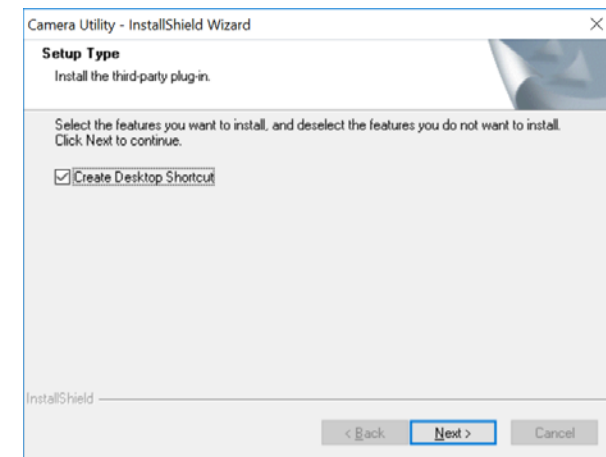 Camera Utility - InstallShield Wizard
Setup Type
Install the third-party plug-in.
Select the features you want to install, and deselect the features you do not want to install.
Click Next to continue.
Create Desktop Shortcut
InstallShield
< Back Next > Cancel